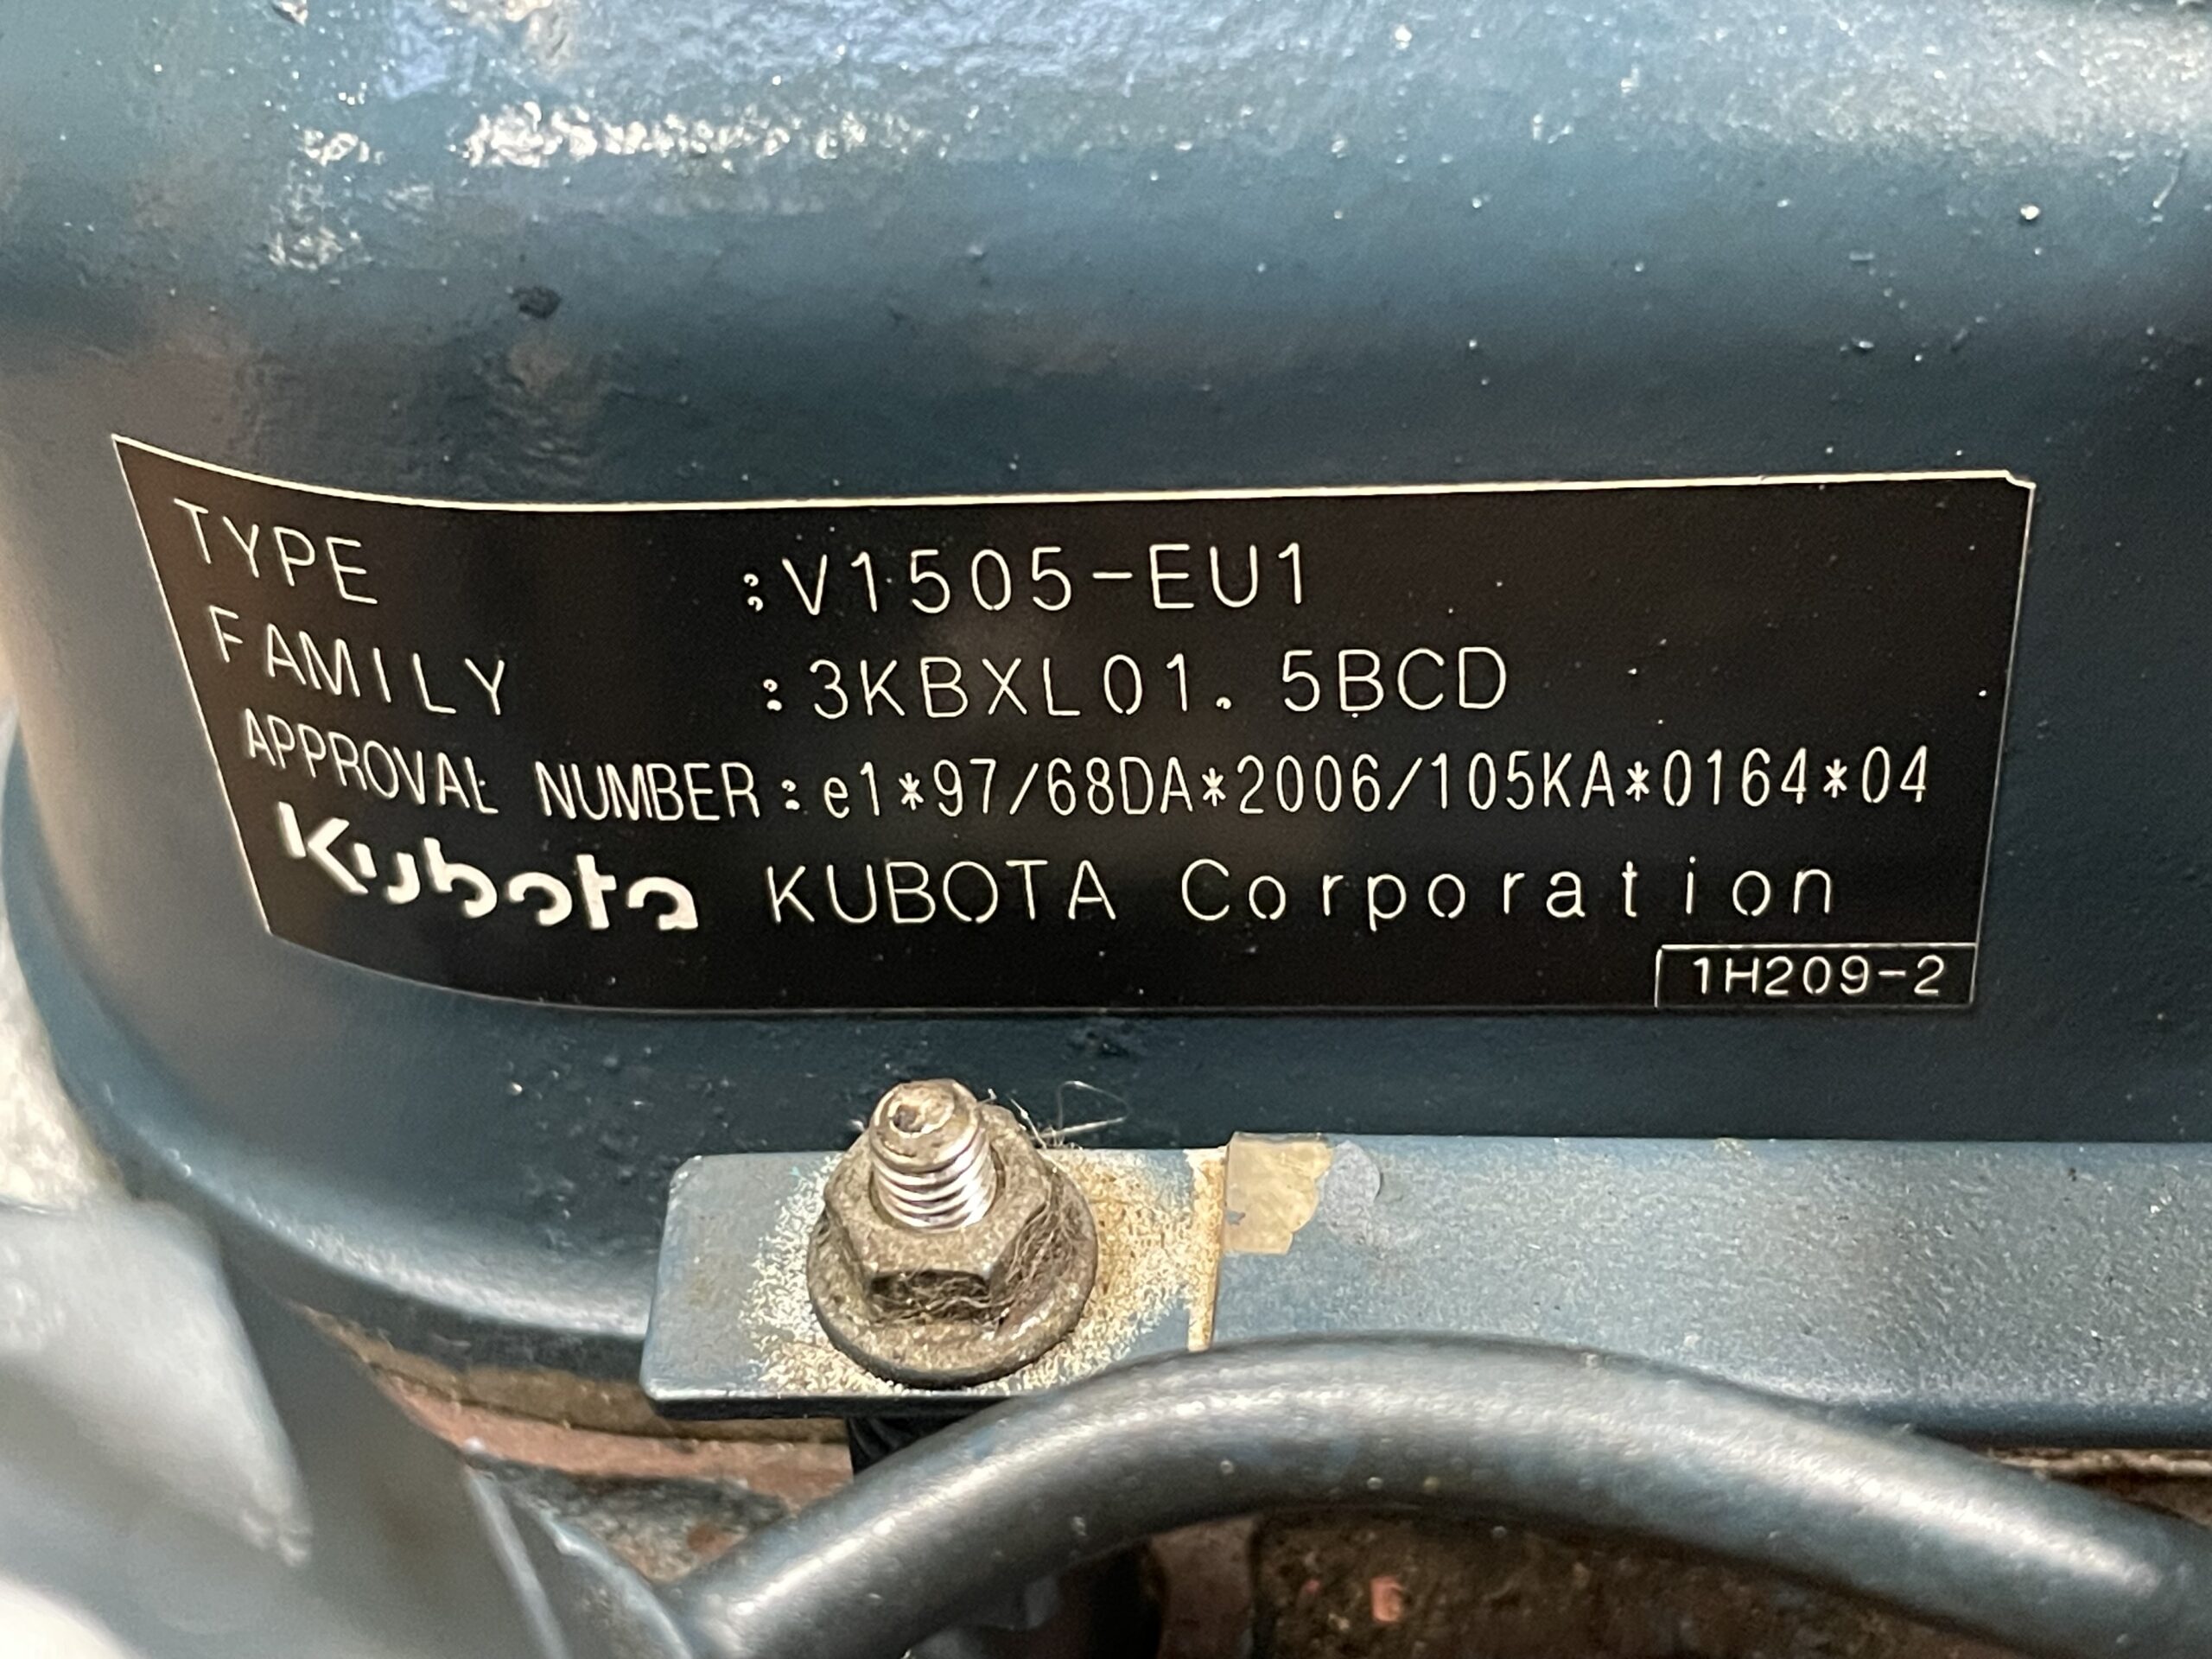 TYPE :V1505-EU1
FAMILY :3KBXL01.5BCD
APPROVAL NUMBER:e1*97/68DA*2006/105KA*0164*04
Kubota KUBOTA Corporation
1H209-2